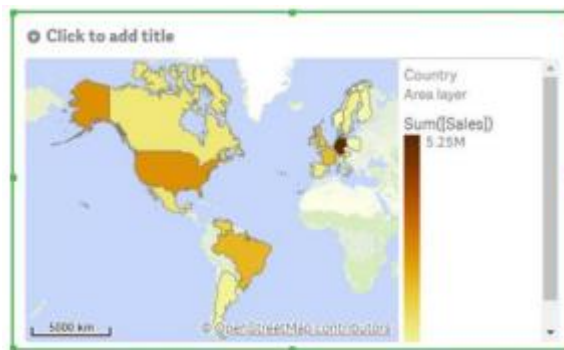 Click to add title
Country
Area layer
Sum([Sales])
5.25M
5000 km
© OpenStreetMap contributors